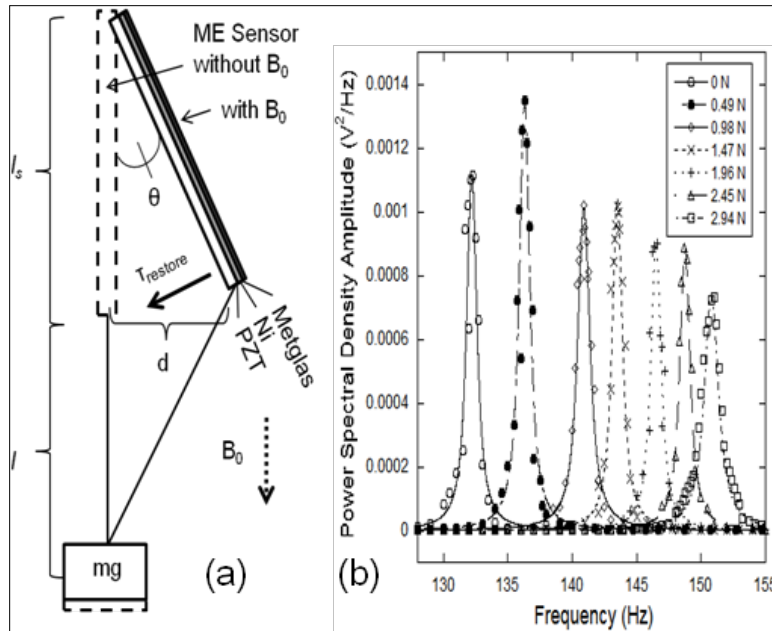 ME Sensor
without B₀
with B₀
lₛ
θ
τrestore
d
Metglas
Ni
PZT
B₀
l
mg
(a)
Power Spectral Density Amplitude (V²/Hz)
0.0014
0.0012
0.001
0.0008
0.0006
0.0004
0.0002
0
0 N
0.49 N
0.98 N
1.47 N
1.96 N
2.45 N
2.94 N
130
135
140
145
150
155
(b)
Frequency (Hz)